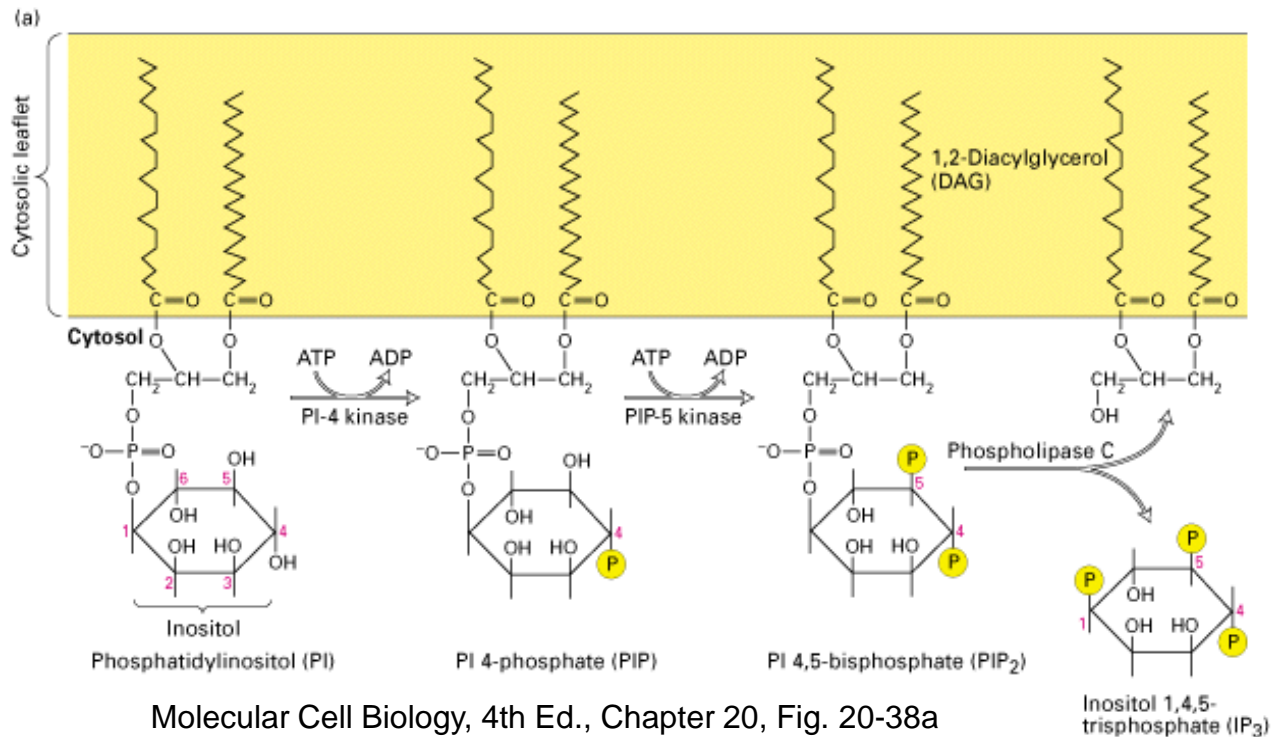 (a)
Cytosolic leaflet
1,2-Diacylglycerol
(DAG)
C=O C=O C=O C=O C=O C=O C=O C=O
Cytosol
O O O O O O O O
ATP ADP
PI-4 kinase
ATP ADP
PIP-5 kinase
CH2—CH—CH2
CH2—CH—CH2
CH2—CH—CH2
CH2—CH—CH2
OH
O
⁻O—P=O
O
O
⁻O—P=O
O
O
⁻O—P=O
O
Phospholipase C
6 OH 5
OH
1 4
OH HO OH
2 3
OH
OH
4
OH HO P
P
5
OH
4
OH HO P
P
5
P OH
4
1 OH HO P
Inositol
Phosphatidylinositol (PI)
PI 4-phosphate (PIP)
PI 4,5-bisphosphate (PIP2)
Inositol 1,4,5-
trisphosphate (IP3)
Molecular Cell Biology, 4th Ed., Chapter 20, Fig. 20-38a